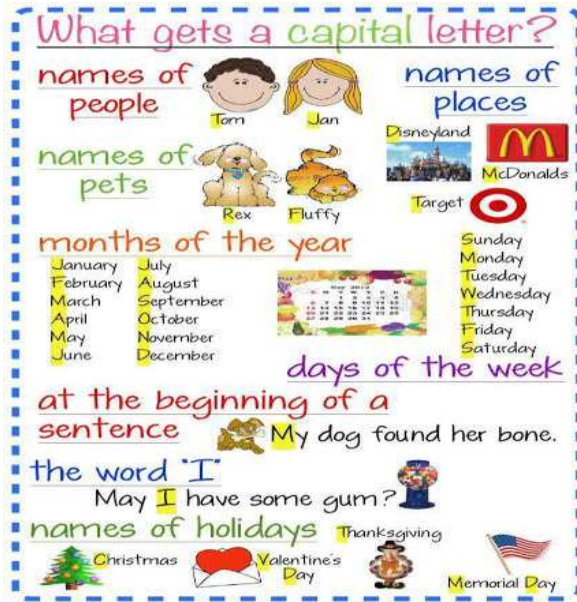 What gets a capital letter?
names of
people
Tom
Jan
names of
places
Disneyland
McDonalds
Target
names of
pets
Rex
Fluffy
months of the year
January
February
March
April
May
June
July
August
September
October
November
December
Sunday
Monday
Tuesday
Wednesday
Thursday
Friday
Saturday
days of the week
at the beginning of a
sentence
My dog found her bone.
the word "I"
May I have some gum?
names of holidays
Thanksgiving
Christmas
Valentine's
Day
Memorial Day